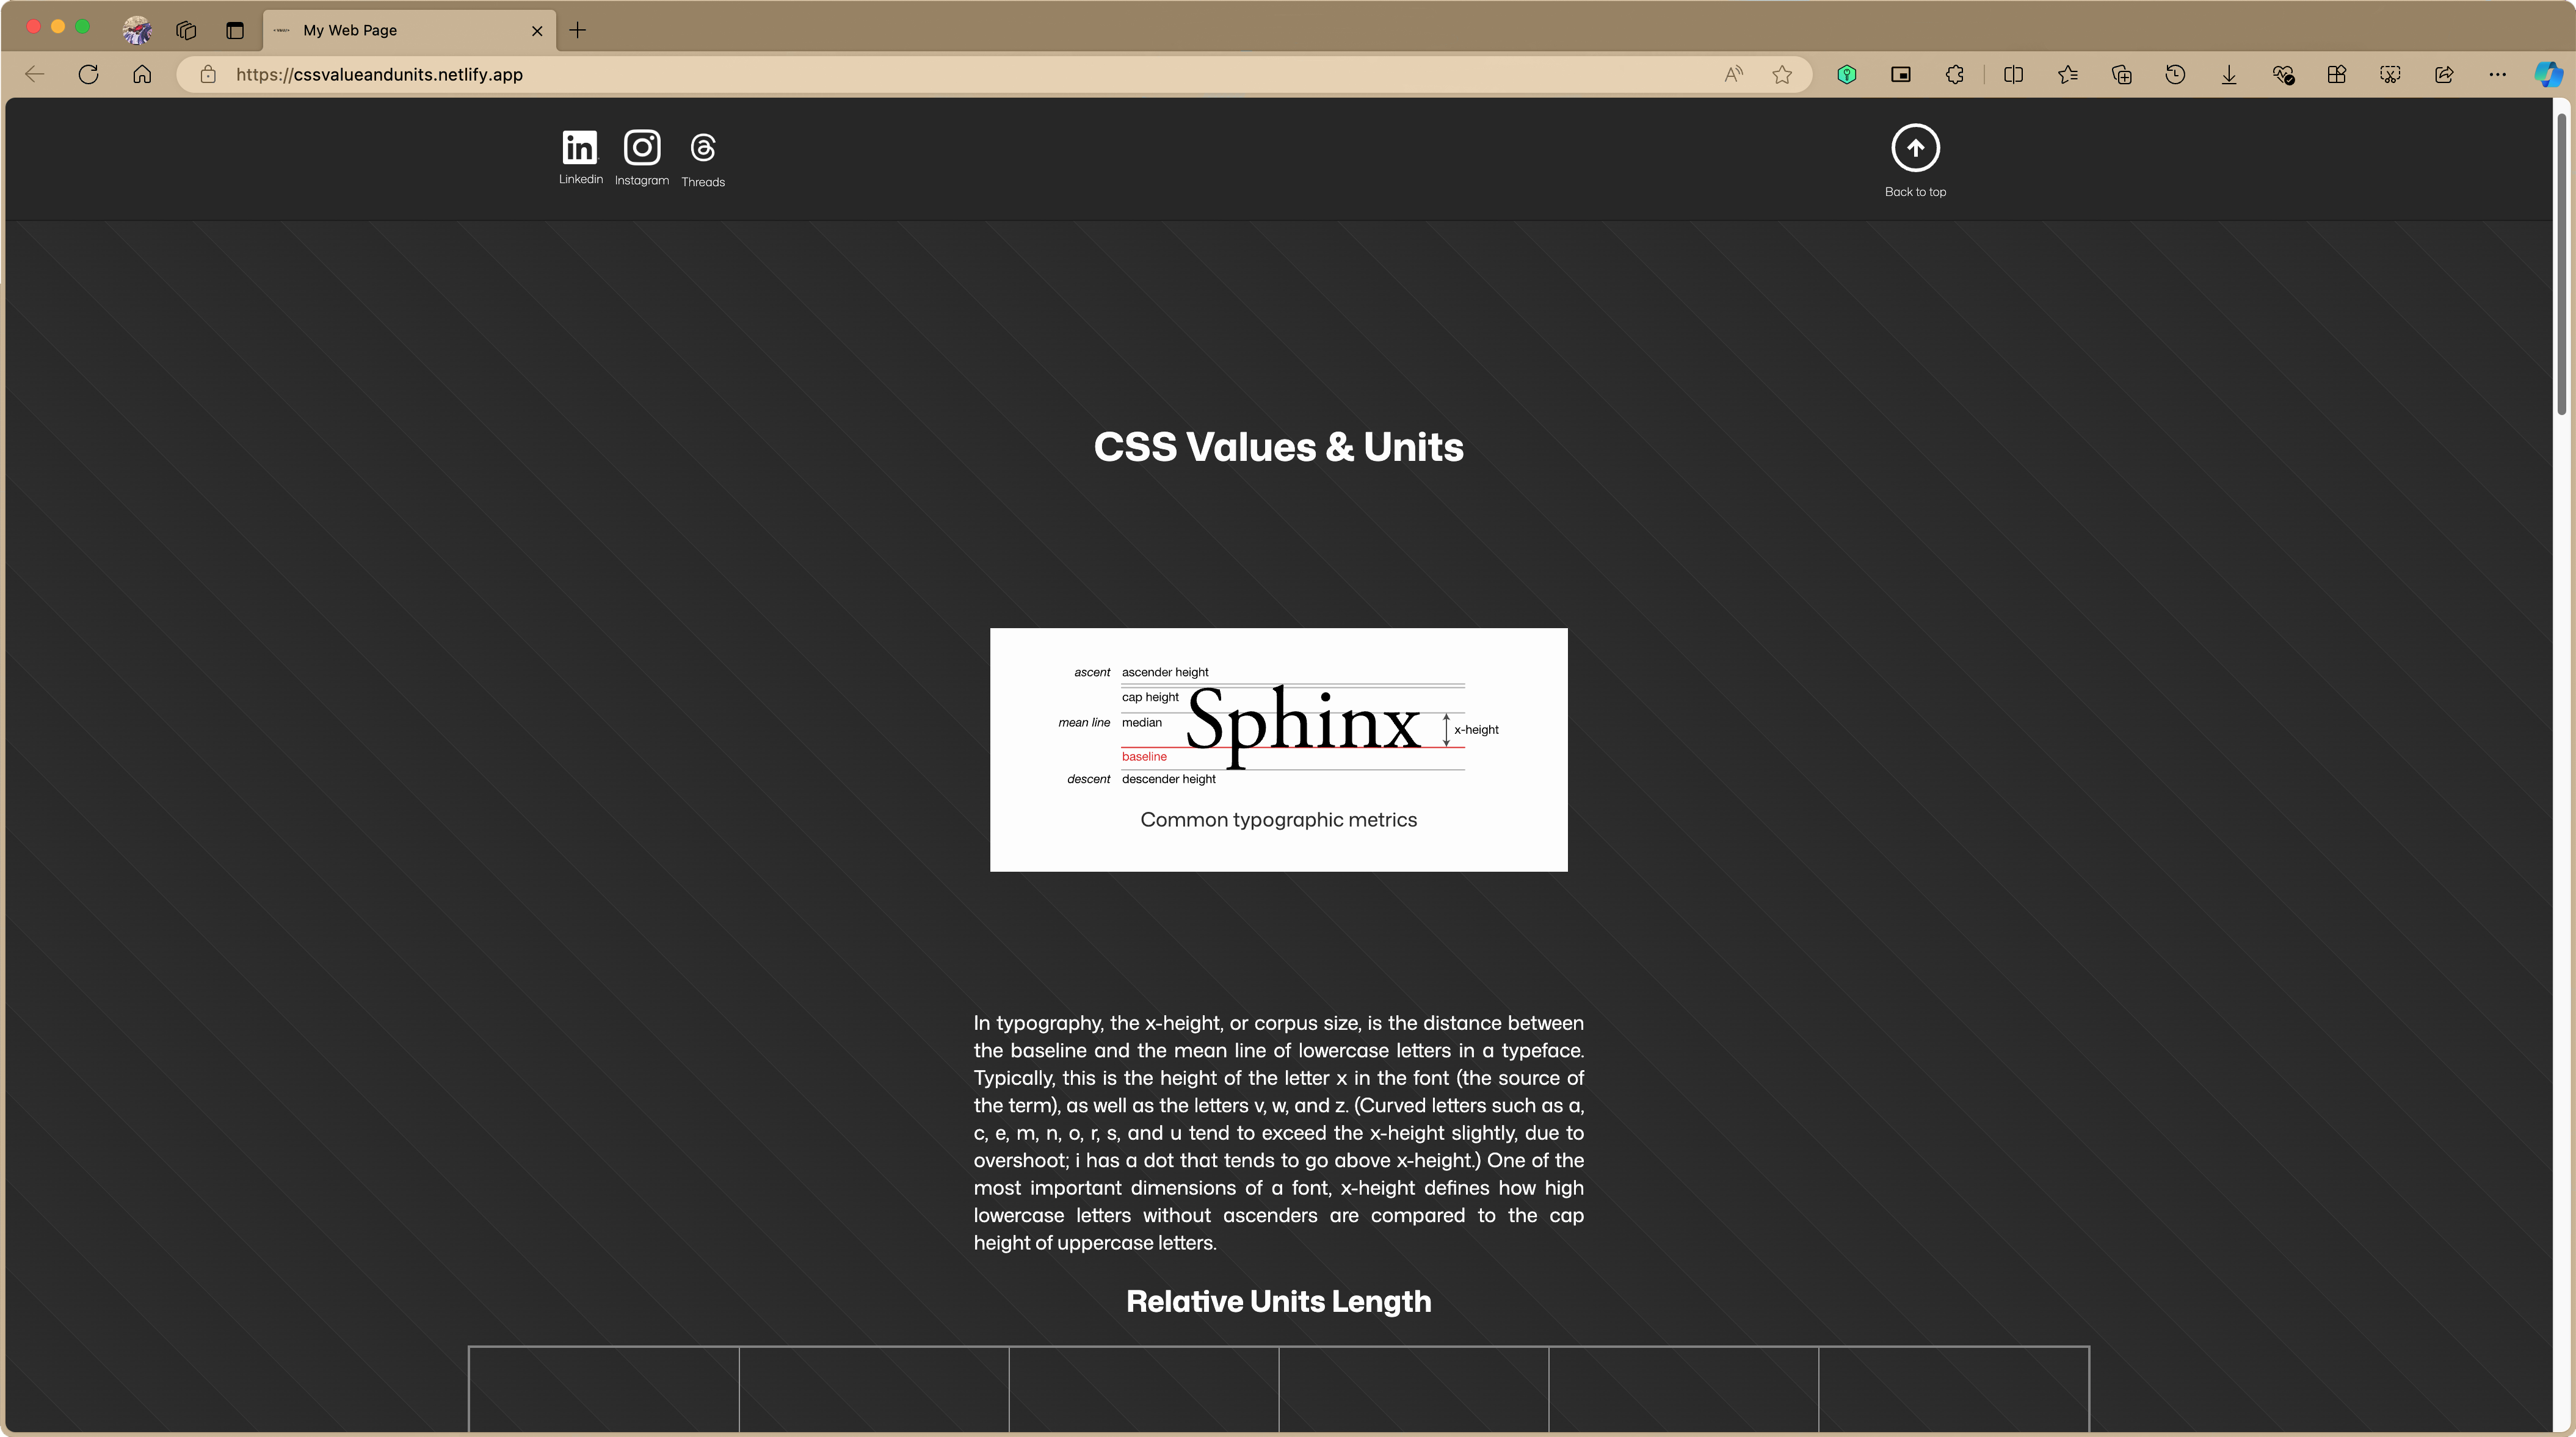 My Web Page
https://cssvalueandunits.netlify.app
Linkedin
Instagram
Threads
Back to top
CSS Values & Units
ascent ascender height
cap height
mean line median
Sphinx
x-height
baseline
descent descender height
Common typographic metrics
In typography, the x-height, or corpus size, is the distance between
the baseline and the mean line of lowercase letters in a typeface.
Typically, this is the height of the letter x in the font (the source of
the term), as well as the letters v, w, and z. (Curved letters such as a,
c, e, m, n, o, r, s, and u tend to exceed the x-height slightly, due to
overshoot; i has a dot that tends to go above x-height.) One of the
most important dimensions of a font, x-height defines how high
lowercase letters without ascenders are compared to the cap
height of uppercase letters.
Relative Units Length